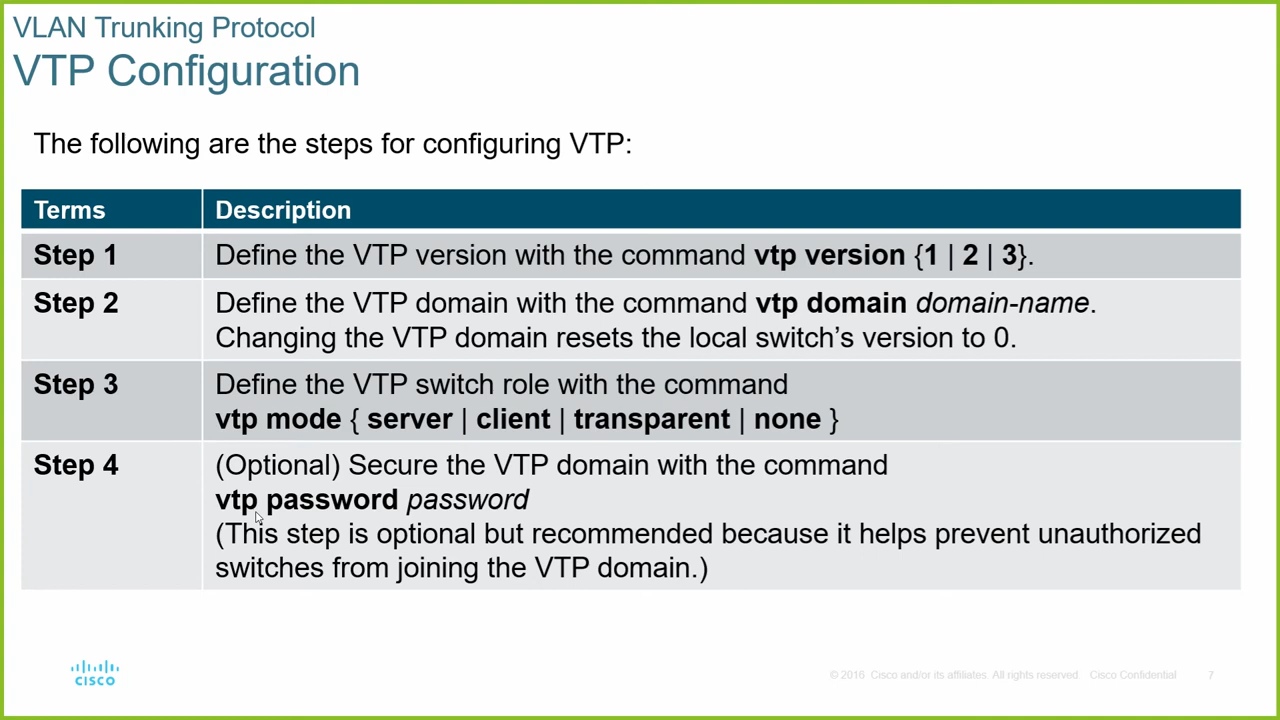 VLAN Trunking Protocol
VTP Configuration
The following are the steps for configuring VTP:
Terms Description
Step 1 Define the VTP version with the command vtp version {1 | 2 | 3}.
Step 2 Define the VTP domain with the command vtp domain domain-name.
Changing the VTP domain resets the local switch’s version to 0.
Step 3 Define the VTP switch role with the command
vtp mode { server | client | transparent | none }
Step 4 (Optional) Secure the VTP domain with the command
vtp password password
(This step is optional but recommended because it helps prevent unauthorized
switches from joining the VTP domain.)
CISCO
© 2016 Cisco and/or its affiliates. All rights reserved Cisco Confidential 7